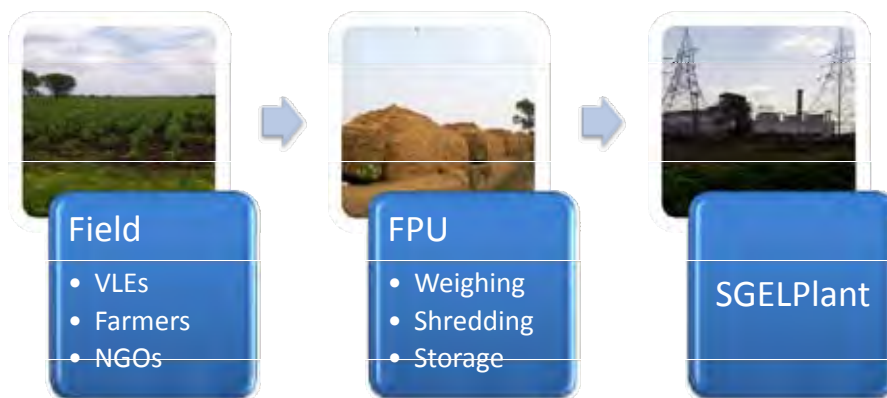 Field
• VLEs
• Farmers
• NGOs
FPU
• Weighing
• Shredding
• Storage
SGELPlant